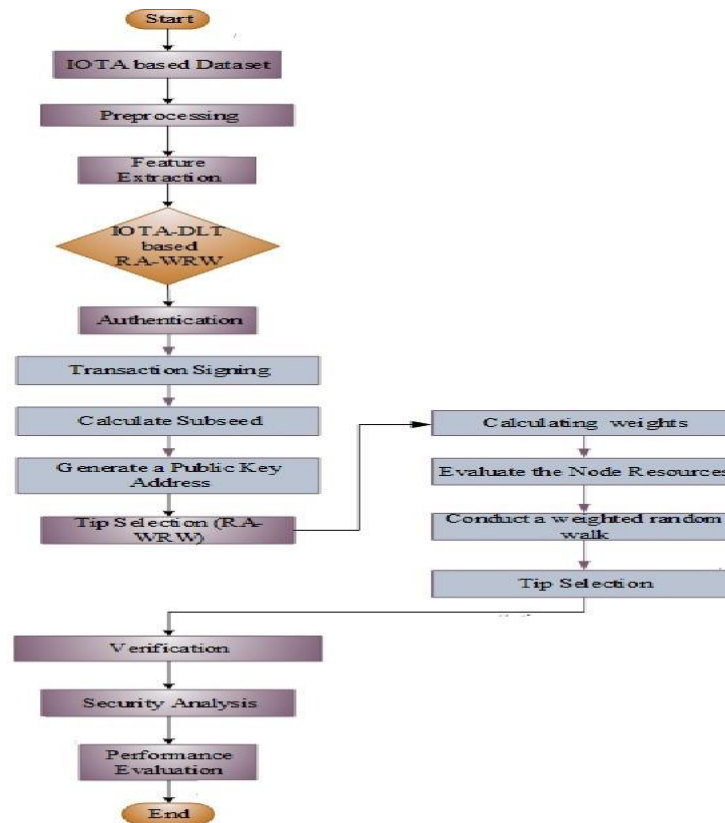 Start
IOTA based Dataset
Preprocessing
Feature
Extraction
IOTA-DLT
based
RA-WRW
Authentication
Transaction Signing
Calculate Subseed
Generate a Public Key
Address
Tip Selection (RA-
WRW)
Calculating weights
Evaluate the Node Resources
Conduct a weighted random
walk
Tip Selection
Verification
Security Analysis
Performance
Evaluation
End